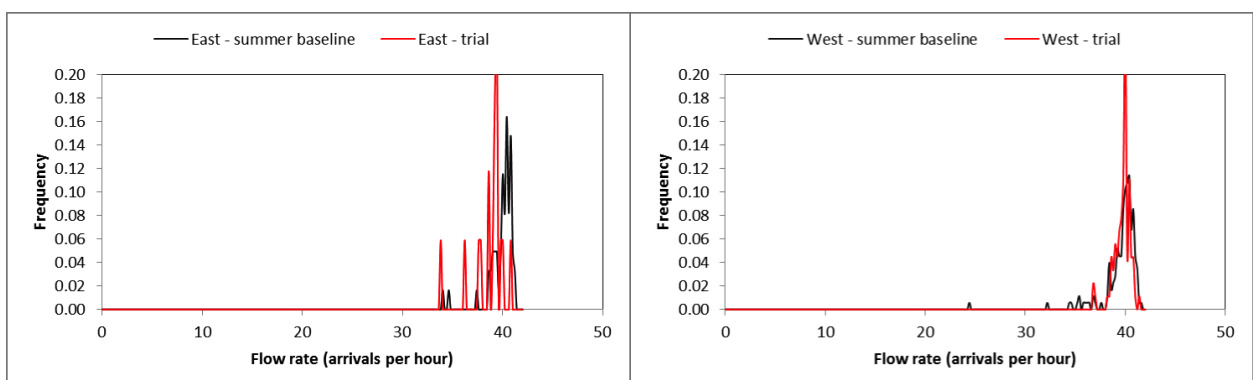 East - summer baseline East - trial
0.20
0.18
0.16
0.14
0.12
0.10
0.08
0.06
0.04
0.02
0.00
Frequency
0 10 20 30 40 50
Flow rate (arrivals per hour)
West - summer baseline West - trial
0.20
0.18
0.16
0.14
0.12
0.10
0.08
0.06
0.04
0.02
0.00
Frequency
0 10 20 30 40 50
Flow rate (arrivals per hour)